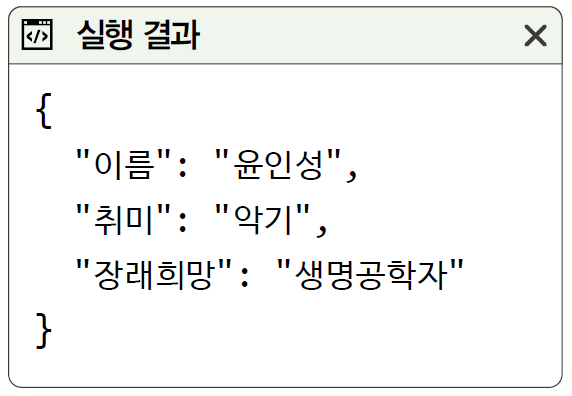 실행 결과
{
  "이름": "윤인성",
  "취미": "악기",
  "장래희망": "생명공학자"
}